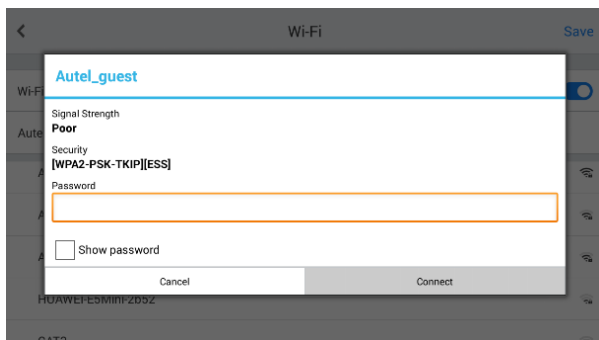 Wi-Fi
Save
Autel_guest
Wi-Fi
Signal Strength
Poor
Aute
Security
[WPA2-PSK-TKIP][ESS]
Password
Show password
Cancel
Connect
HUAWEI-E5Mini-2b52